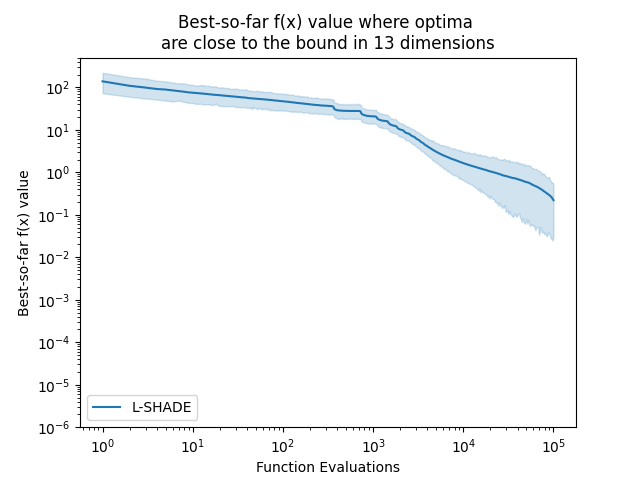 Best-so-far f(x) value where optima
are close to the bound in 13 dimensions
Best-so-far f(x) value
10²
10¹
10⁰
10⁻¹
10⁻²
10⁻³
10⁻⁴
10⁻⁵
10⁻⁶
L-SHADE
10⁰ 10¹ 10² 10³ 10⁴ 10⁵
Function Evaluations